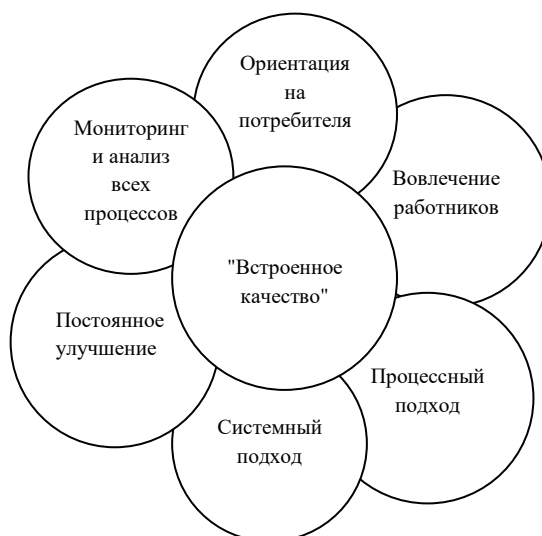 Ориентация
на
потребителя
Мониторинг
и анализ
всех
процессов
Вовлечение
работников
"Встроенное
качество"
Постоянное
улучшение
Процессный
подход
Системный
подход